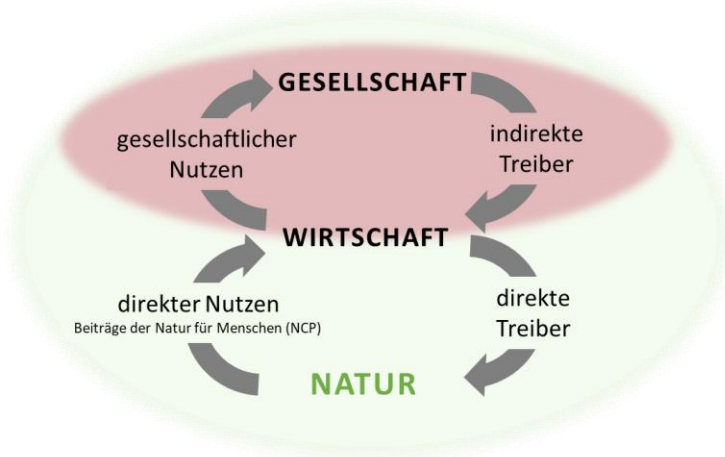 GESELLSCHAFT
gesellschaftlicher
Nutzen
indirekte
Treiber
WIRTSCHAFT
direkter Nutzen
Beiträge der Natur für Menschen (NCP)
direkte
Treiber
NATUR